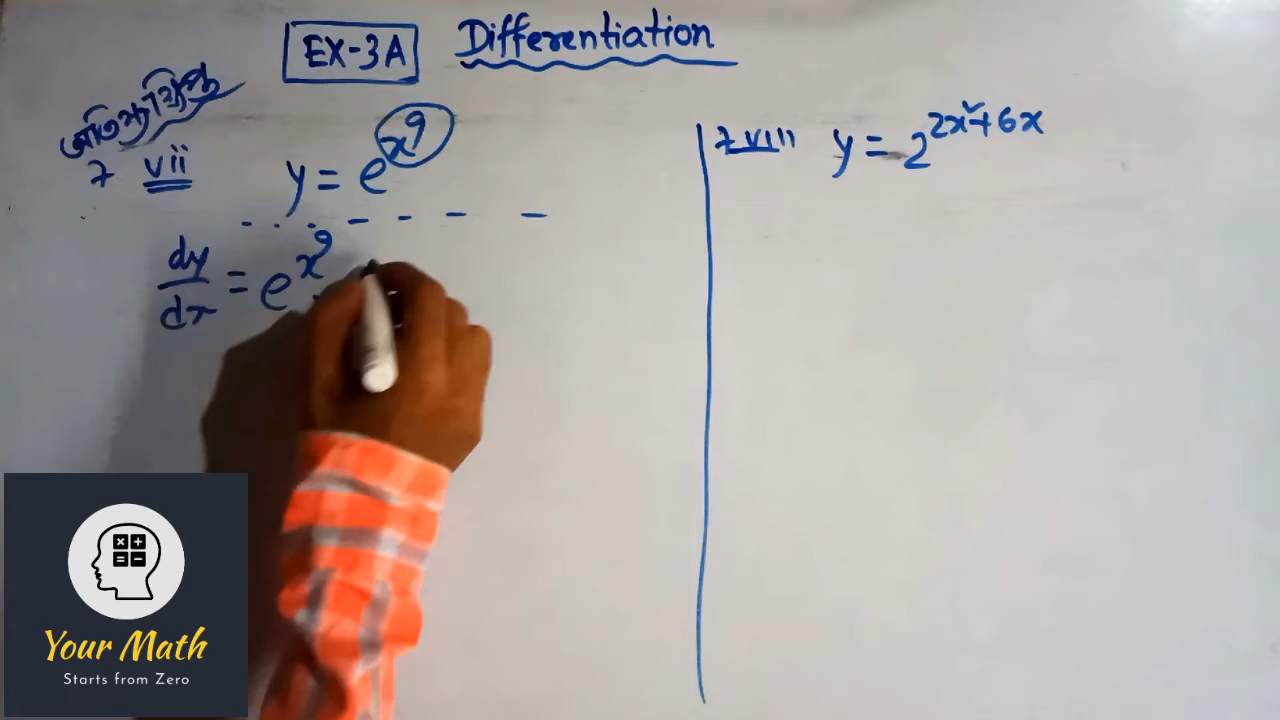 EX-3A Differentiation
অতিসংক্ষিপ্ত
7 vii y = e^x^9
dy/dx = e^x^9
7 viii y = 2^2x²+6x
Your Math
Starts from Zero